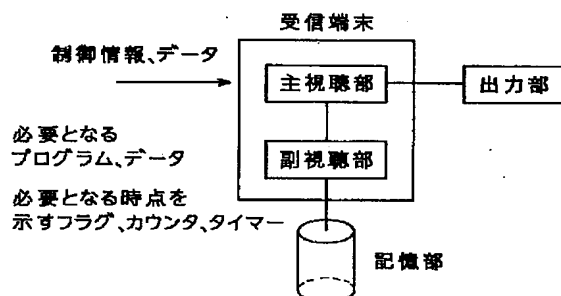 受信端末
制御情報、データ
主視聴部
出力部
必要となる
プログラム、データ
副視聴部
必要となる時点を
示すフラグ、カウンタ、タイマー
記憶部